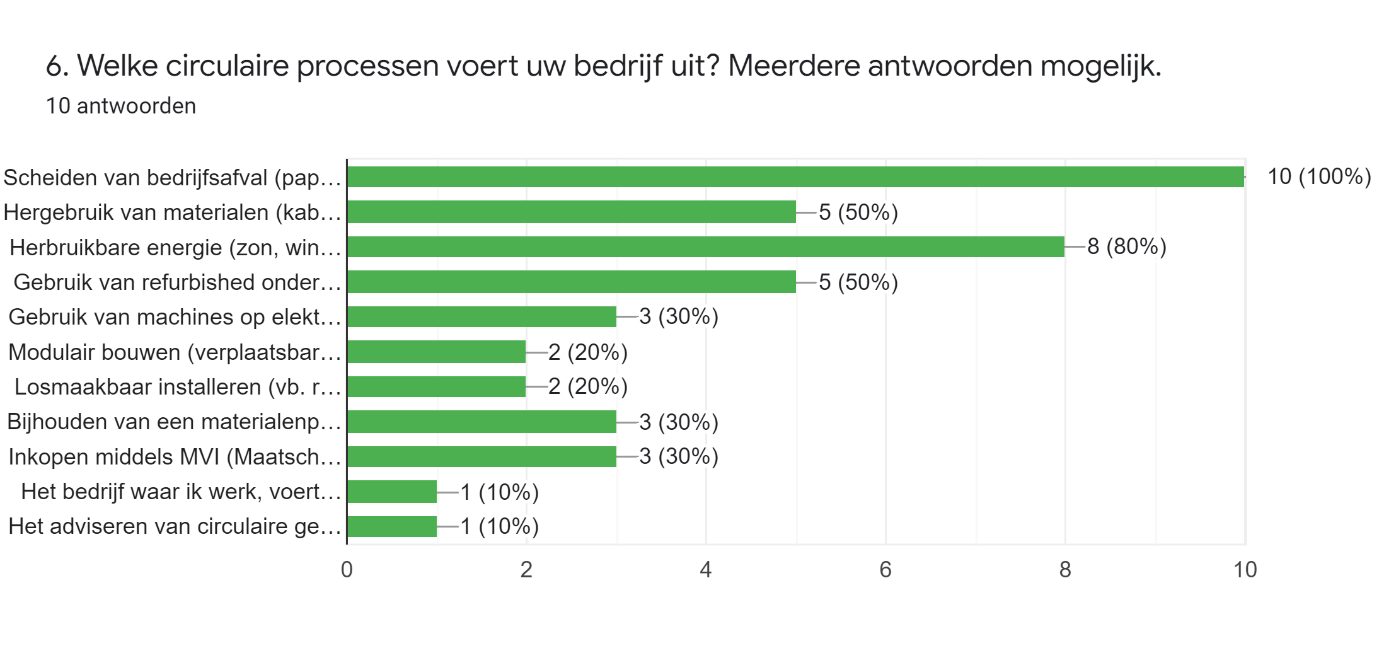 6. Welke circulaire processen voert uw bedrijf uit? Meerdere antwoorden mogelijk.
10 antwoorden
Scheiden van bedrijfsafval (pap… 10 (100%)
Hergebruik van materialen (kab… 5 (50%)
Herbruikbare energie (zon, win… 8 (80%)
Gebruik van refurbished onder… 5 (50%)
Gebruik van machines op elekt… 3 (30%)
Modulair bouwen (verplaatsbar… 2 (20%)
Losmaakbaar installeren (vb. r… 2 (20%)
Bijhouden van een materialenp… 3 (30%)
Inkopen middels MVI (Maatsch… 3 (30%)
Het bedrijf waar ik werk, voert… 1 (10%)
Het adviseren van circulaire ge… 1 (10%)
0 2 4 6 8 10